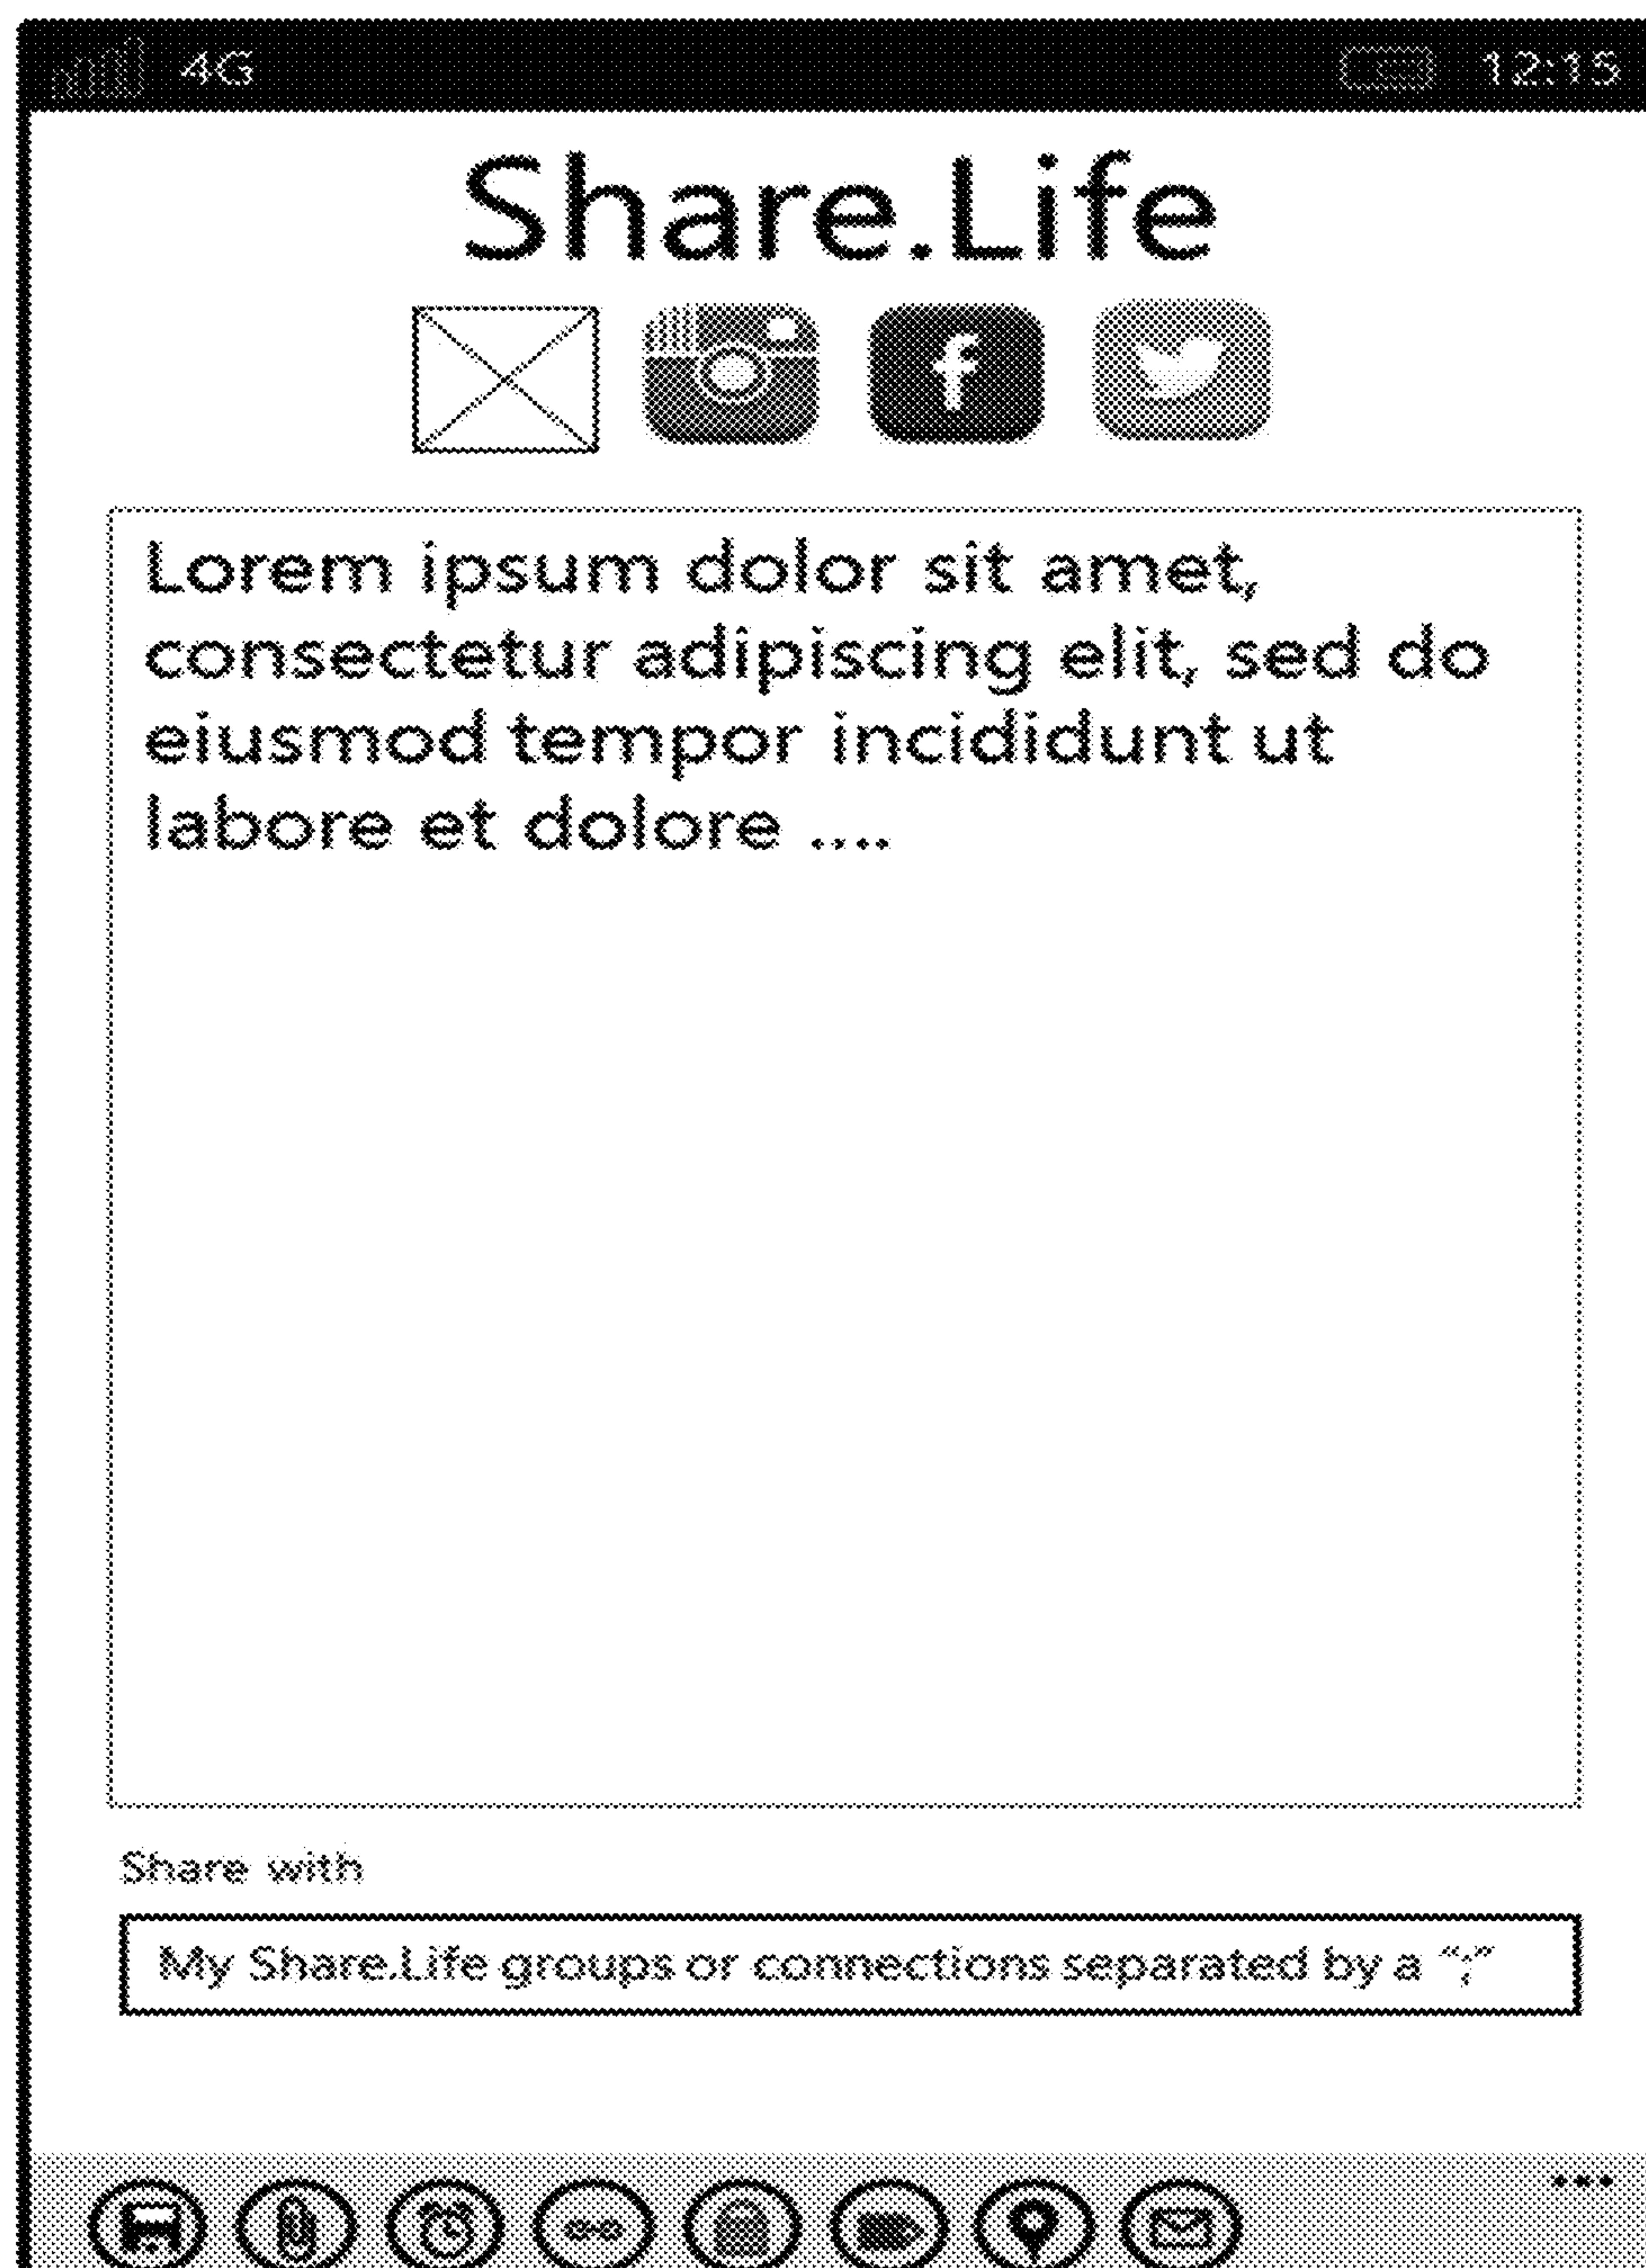 4G 12:15
Share.Life
f
Lorem ipsum dolor sit amet,
consectetur adipiscing elit, sed do
eiusmod tempor incididunt ut
labore et dolore ....
Share with
My Share.Life groups or connections separated by a “;”
...